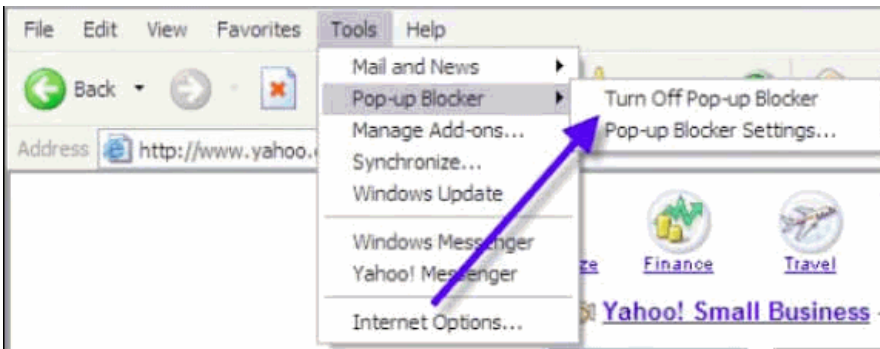 File Edit View Favorites Tools Help
Back
Mail and News
Pop-up Blocker
Turn Off Pop-up Blocker
Manage Add-ons...
Pop-up Blocker Settings...
Address http://www.yahoo.
Synchronize...
Windows Update
Windows Messenger
Yahoo! Messenger
Internet Options...
ze Finance Travel
Yahoo! Small Business